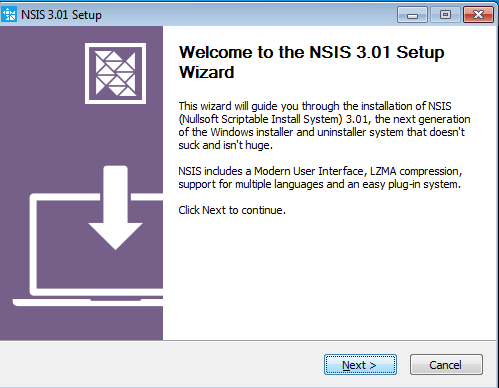 NSIS 3.01 Setup
Welcome to the NSIS 3.01 Setup
Wizard
This wizard will guide you through the installation of NSIS
(Nullsoft Scriptable Install System) 3.01, the next generation
of the Windows installer and uninstaller system that doesn't
suck and isn't huge.
NSIS includes a Modern User Interface, LZMA compression,
support for multiple languages and an easy plug-in system.
Click Next to continue.
Next >
Cancel